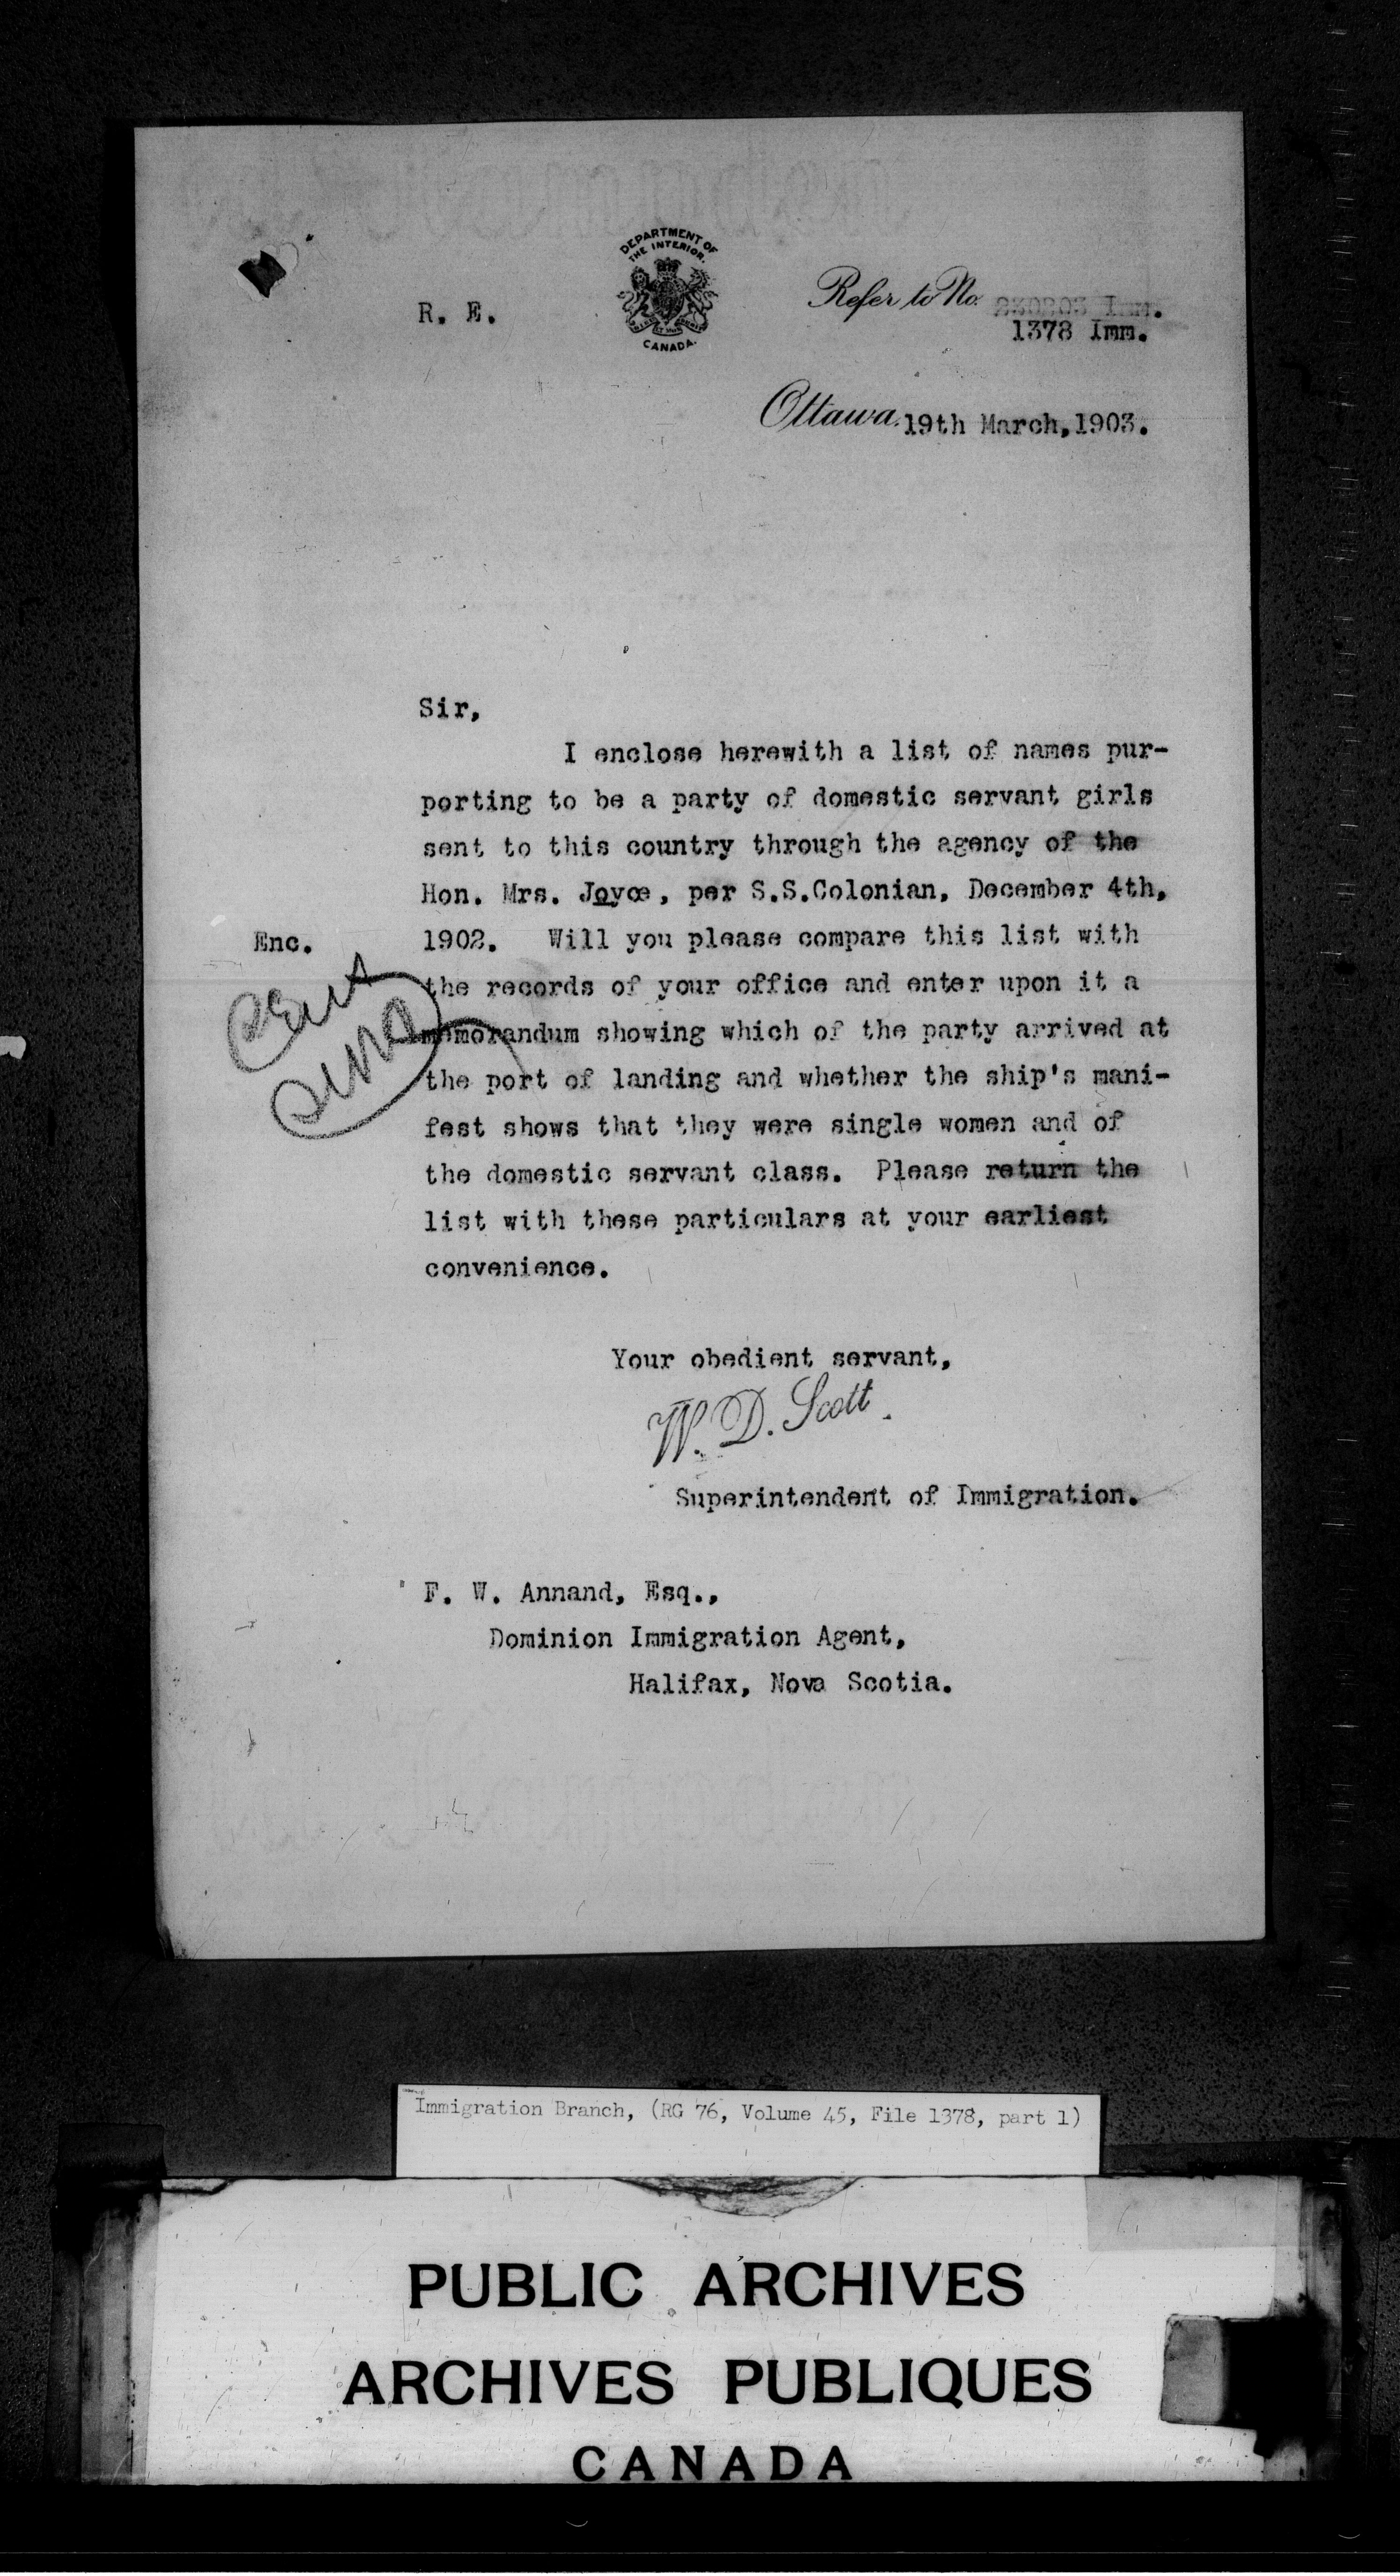 DEPARTMENT OF
THE INTERIOR.
CANADA.
R. E.
Refer to No.
Imm.
1378 Imm.
Ottawa, 19th March, 1903.
Sir,
I enclose herewith a list of names pur-
porting to be a party of domestic servant girls
sent to this country through the agency of the
Hon. Mrs. Joyce, per S.S.Colonian, December 4th,
Enc.
1902. Will you please compare this list with
the records of your office and enter upon it a
memorandum showing which of the party arrived at
the port of landing and whether the ship's mani-
fest shows that they were single women and of
the domestic servant class. Please return the
list with these particulars at your earliest
convenience.
Your obedient servant,
W. D. Scott.
Superintendent of Immigration.
F. W. Annand, Esq.,
Dominion Immigration Agent,
Halifax, Nova Scotia.
Immigration Branch, (RG 76, Volume 45, File 1378, part 1)
PUBLIC ARCHIVES
ARCHIVES PUBLIQUES
CANADA